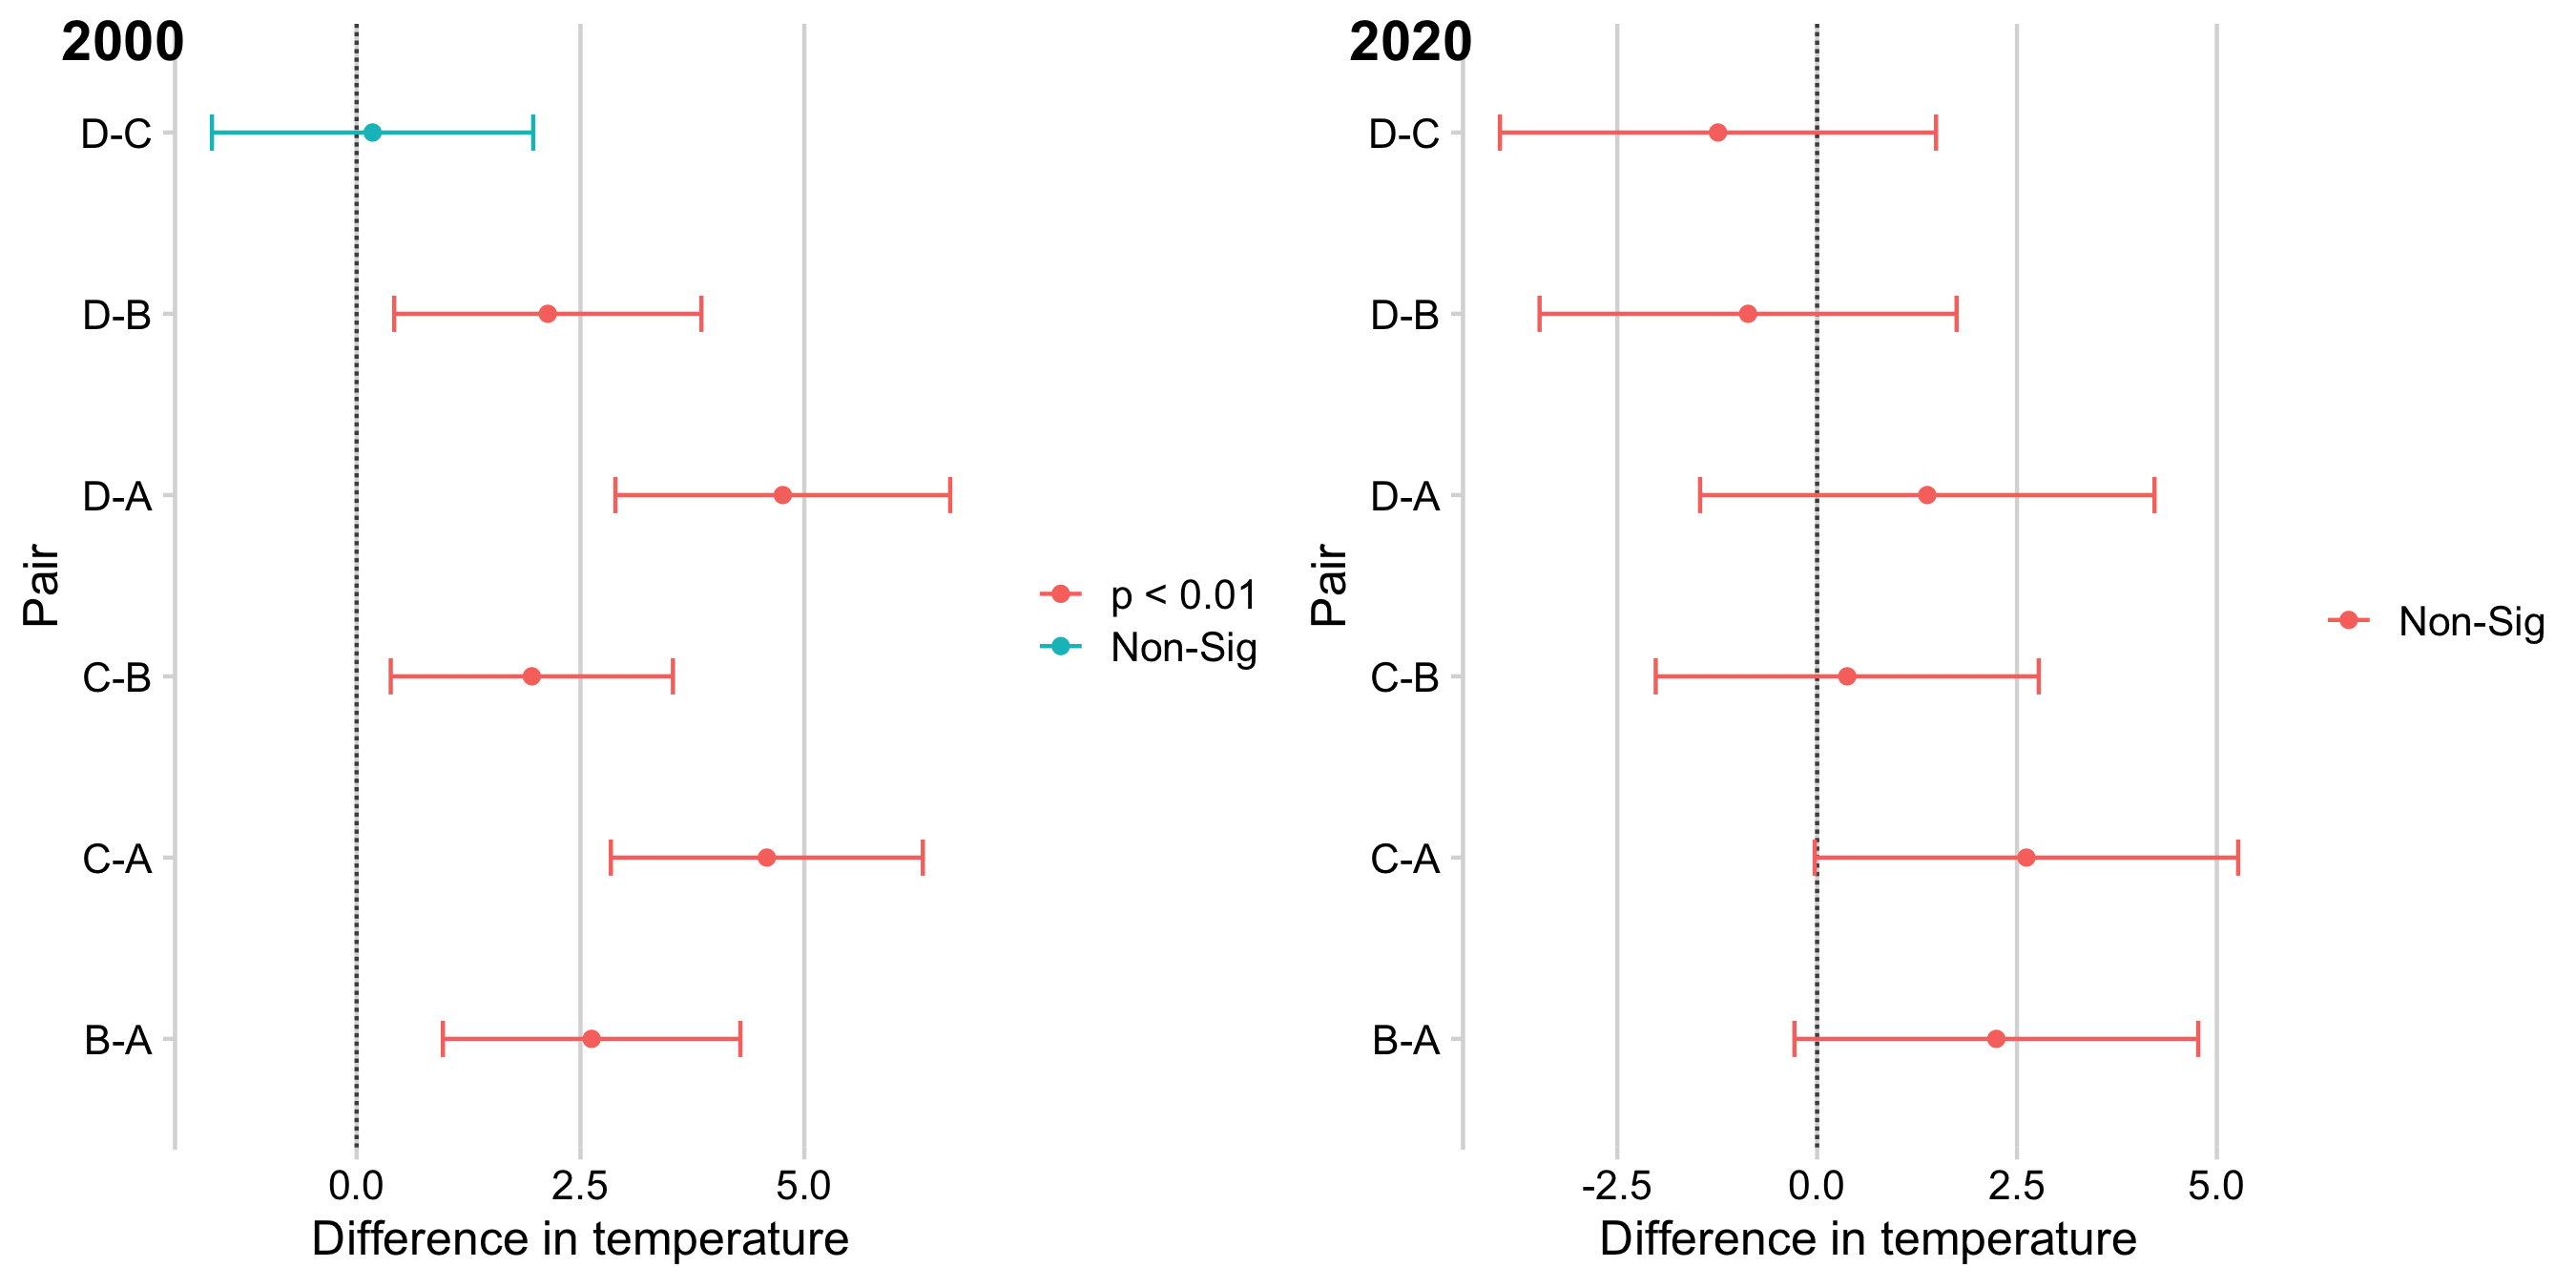 2000
D-C
D-B
D-A
C-B
C-A
B-A
Pair
0.0 2.5 5.0
Difference in temperature
p < 0.01
Non-Sig
2020
D-C
D-B
D-A
C-B
C-A
B-A
Pair
-2.5 0.0 2.5 5.0
Difference in temperature
Non-Sig